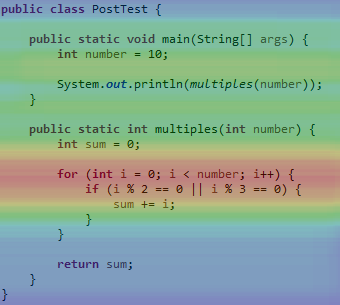 public class PostTest {
public static void main(String[] args) {
int number = 10;
System.out.println(multiples(number));
}
public static int multiples(int number) {
int sum = 0;
for (int i = 0; i < number; i++) {
if (i % 2 == 0 || i % 3 == 0) {
sum += i;
}
}
return sum;
}
}